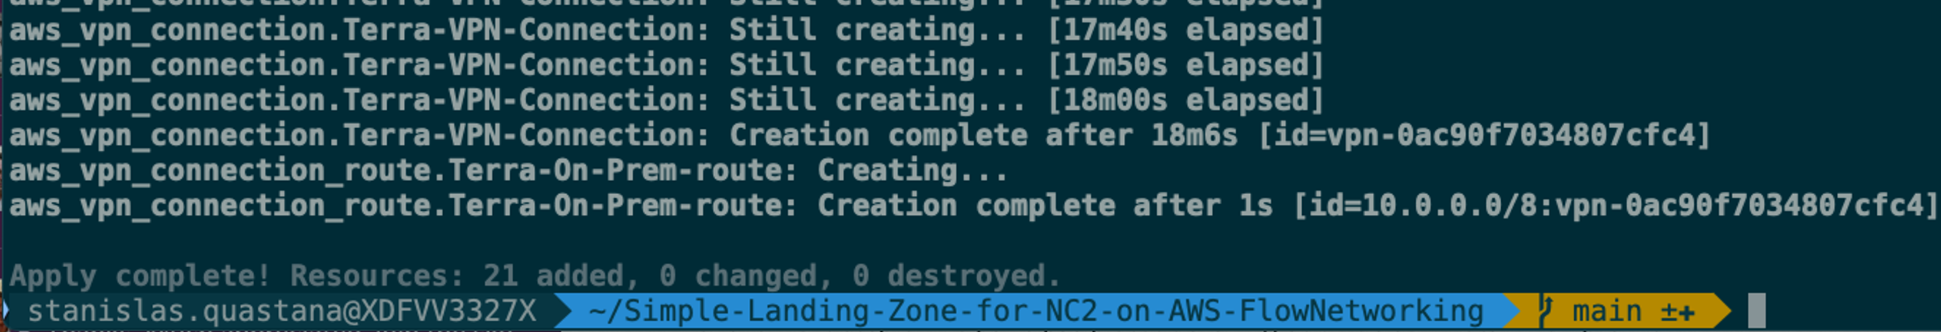 aws_vpn_connection.Terra-VPN-Connection: Still creating... [17m30s elapsed]
aws_vpn_connection.Terra-VPN-Connection: Still creating... [17m40s elapsed]
aws_vpn_connection.Terra-VPN-Connection: Still creating... [17m50s elapsed]
aws_vpn_connection.Terra-VPN-Connection: Still creating... [18m00s elapsed]
aws_vpn_connection.Terra-VPN-Connection: Creation complete after 18m6s [id=vpn-0ac90f7034807cfc4]
aws_vpn_connection_route.Terra-On-Prem-route: Creating...
aws_vpn_connection_route.Terra-On-Prem-route: Creation complete after 1s [id=10.0.0.0/8:vpn-0ac90f7034807cfc4]
Apply complete! Resources: 21 added, 0 changed, 0 destroyed.
stanislas.quastana@XDFVV3327X ~/Simple-Landing-Zone-for-NC2-on-AWS-FlowNetworking main ±+